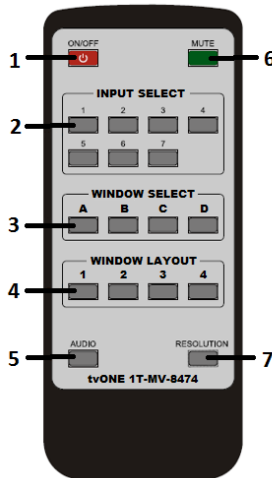 ON/OFF MUTE
1 6
INPUT SELECT
1 2 3 4
2
5 6 7
WINDOW SELECT
A B C D
3
WINDOW LAYOUT
1 2 3 4
4
AUDIO RESOLUTION
5 7
tvONE 1T-MV-8474